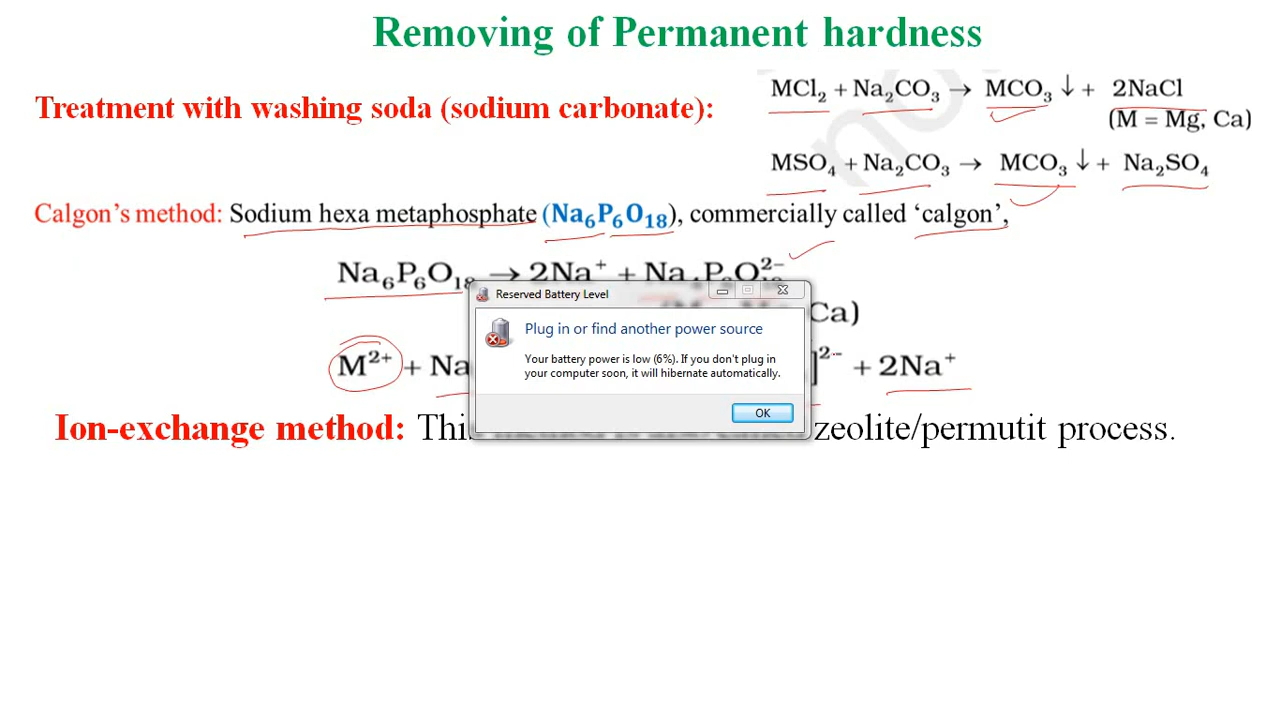 Removing of Permanent hardness
Treatment with washing soda (sodium carbonate):
MCl₂ + Na₂CO₃ → MCO₃ ↓ + 2NaCl
(M = Mg, Ca)
MSO₄ + Na₂CO₃ → MCO₃ ↓ + Na₂SO₄
Calgon's method: Sodium hexa metaphosphate (Na₆P₆O₁₈), commercially called 'calgon',
Na₆P₆O₁₈ → 2Na⁺ +
Ca)
M²⁺ + Na
]²⁻ + 2Na⁺
Reserved Battery Level
Plug in or find another power source
Your battery power is low (6%). If you don't plug in
your computer soon, it will hibernate automatically.
OK
Ion-exchange method: zeolite/permutit process.